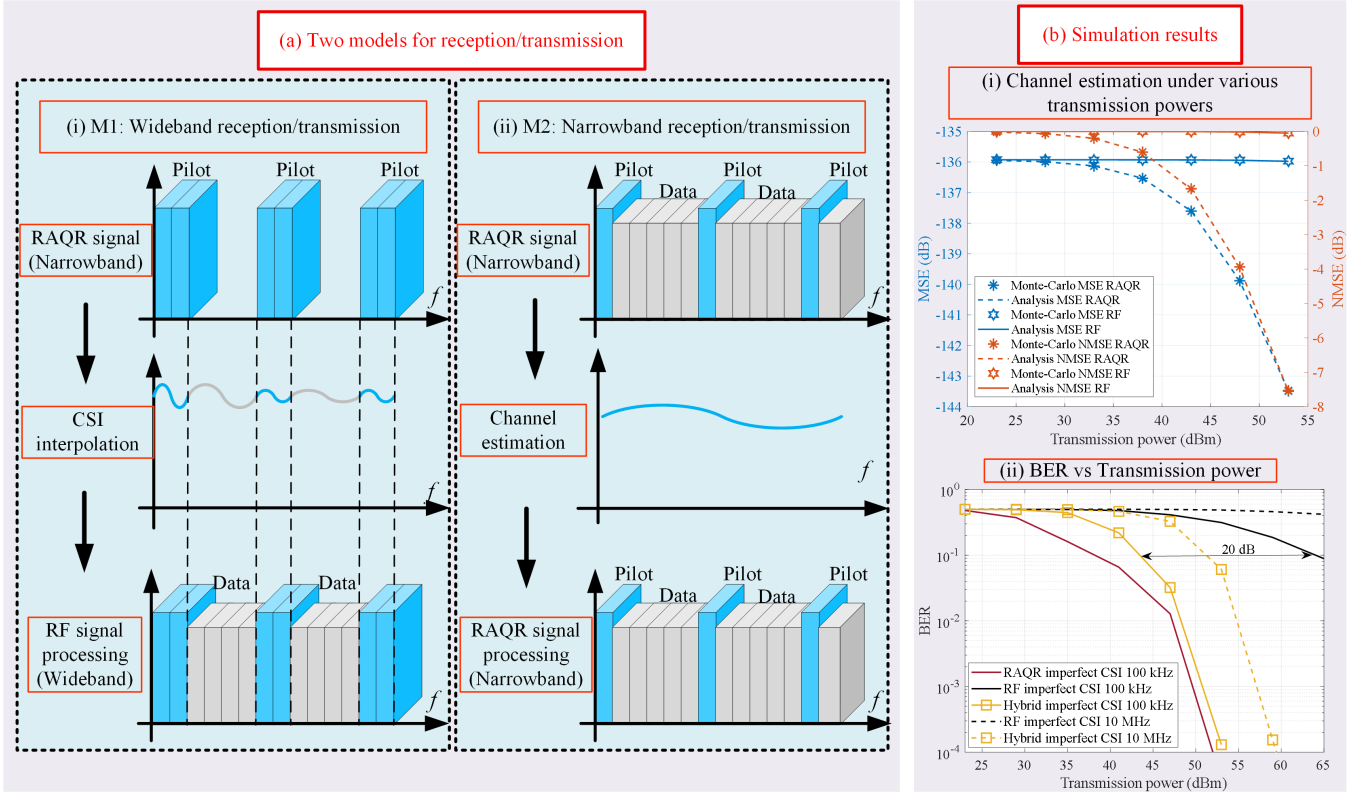 (a) Two models for reception/transmission
(i) M1: Wideband reception/transmission
Pilot Pilot Pilot
RAQR signal
(Narrowband)
f
CSI
interpolation
f
Data Data
RF signal
processing
(Wideband)
f
(ii) M2: Narrowband reception/transmission
Pilot Pilot Pilot
Data Data
RAQR signal
(Narrowband)
f
Channel
estimation
f
Pilot Pilot Pilot
Data Data
RAQR signal
processing
(Narrowband)
f
(b) Simulation results
(i) Channel estimation under various
transmission powers
-135
-136
-137
-138
-139
-140
-141
-142
-143
-144
MSE (dB)
0
-1
-2
-3
-4
-5
-6
-7
-8
NMSE (dB)
Monte-Carlo MSE RAQR
Analysis MSE RAQR
Monte-Carlo MSE RF
Analysis MSE RF
Monte-Carlo NMSE RAQR
Analysis NMSE RAQR
Monte-Carlo NMSE RF
Analysis NMSE RF
20 25 30 35 40 45 50 55
Transmission power (dBm)
(ii) BER vs Transmission power
10^0
10^-1
10^-2
10^-3
10^-4
BER
20 dB
RAQR imperfect CSI 100 kHz
RF imperfect CSI 100 kHz
Hybrid imperfect CSI 100 kHz
RF imperfect CSI 10 MHz
Hybrid imperfect CSI 10 MHz
25 30 35 40 45 50 55 60 65
Transmission power (dBm)